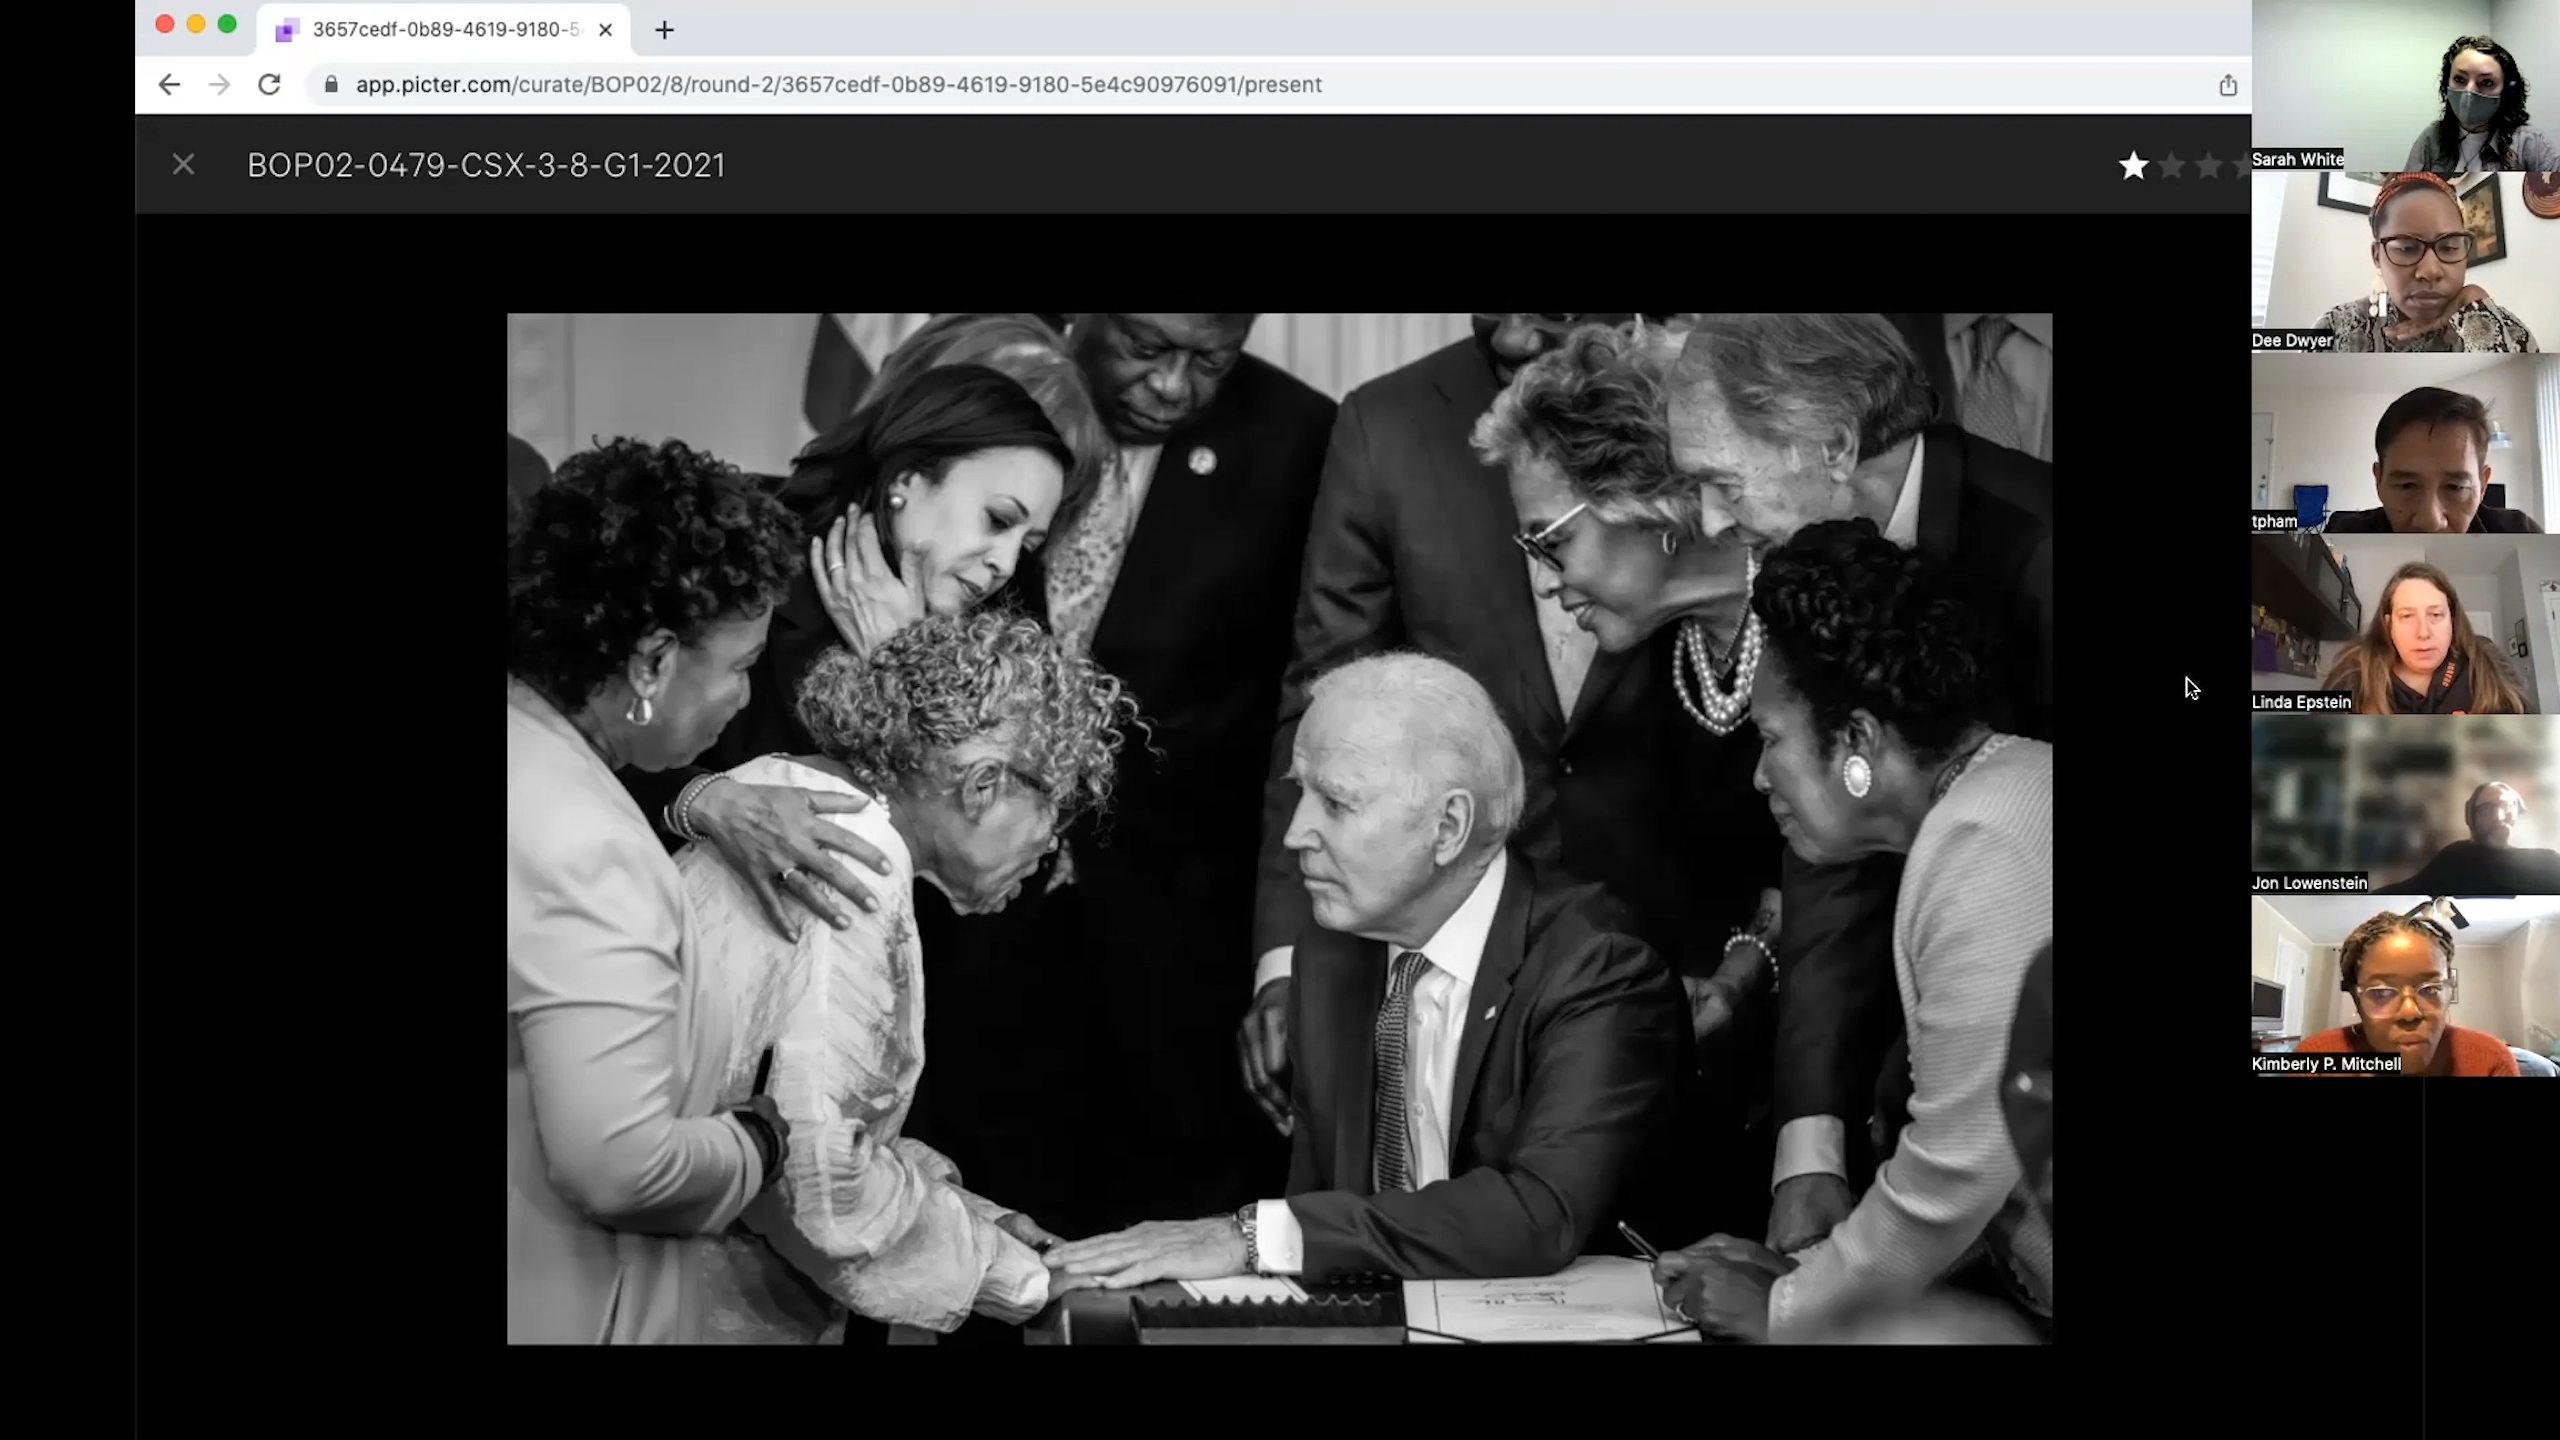 3657cedf-0b89-4619-9180-5
app.picter.com/curate/BOP02/8/round-2/3657cedf-0b89-4619-9180-5e4c90976091/present
BOP02-0479-CSX-3-8-G1-2021
Sarah White
Dee Dwyer
tpham
Linda Epstein
Jon Lowenstein
Kimberly P. Mitchell